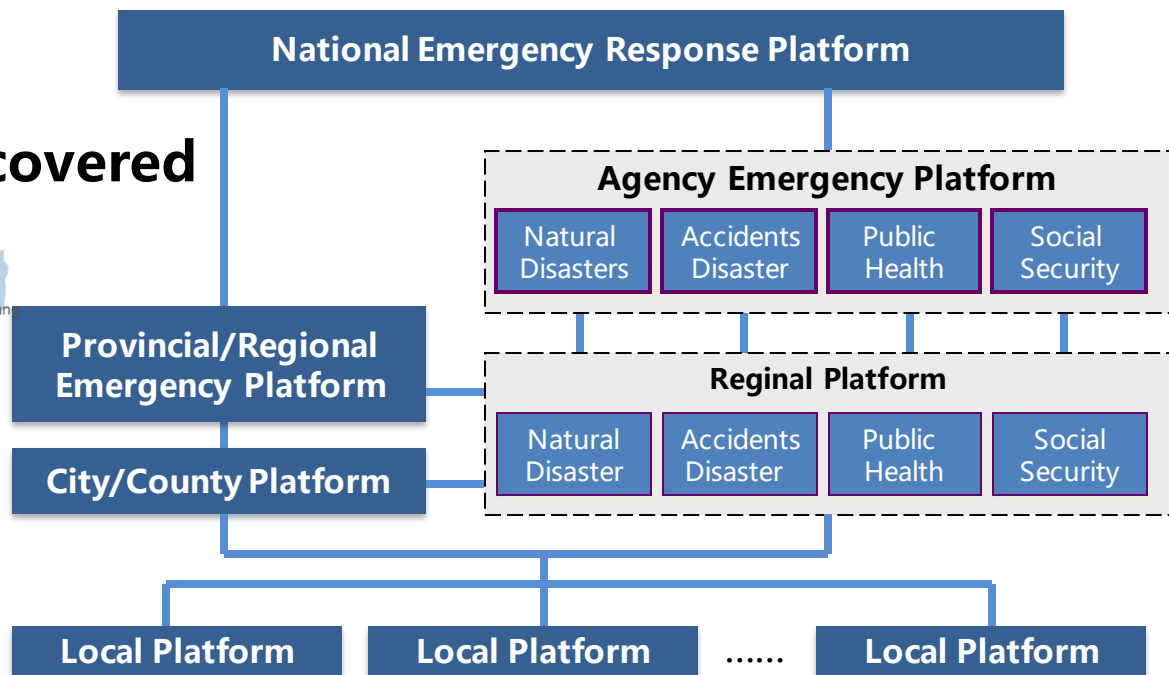 National Emergency Response Platform
covered
Agency Emergency Platform
Natural
Disasters
Accidents
Disaster
Public
Health
Social
Security
Provincial/Regional
Emergency Platform
Reginal Platform
Natural
Disaster
Accidents
Disaster
Public
Health
Social
Security
City/County Platform
Local Platform
Local Platform
......
Local Platform